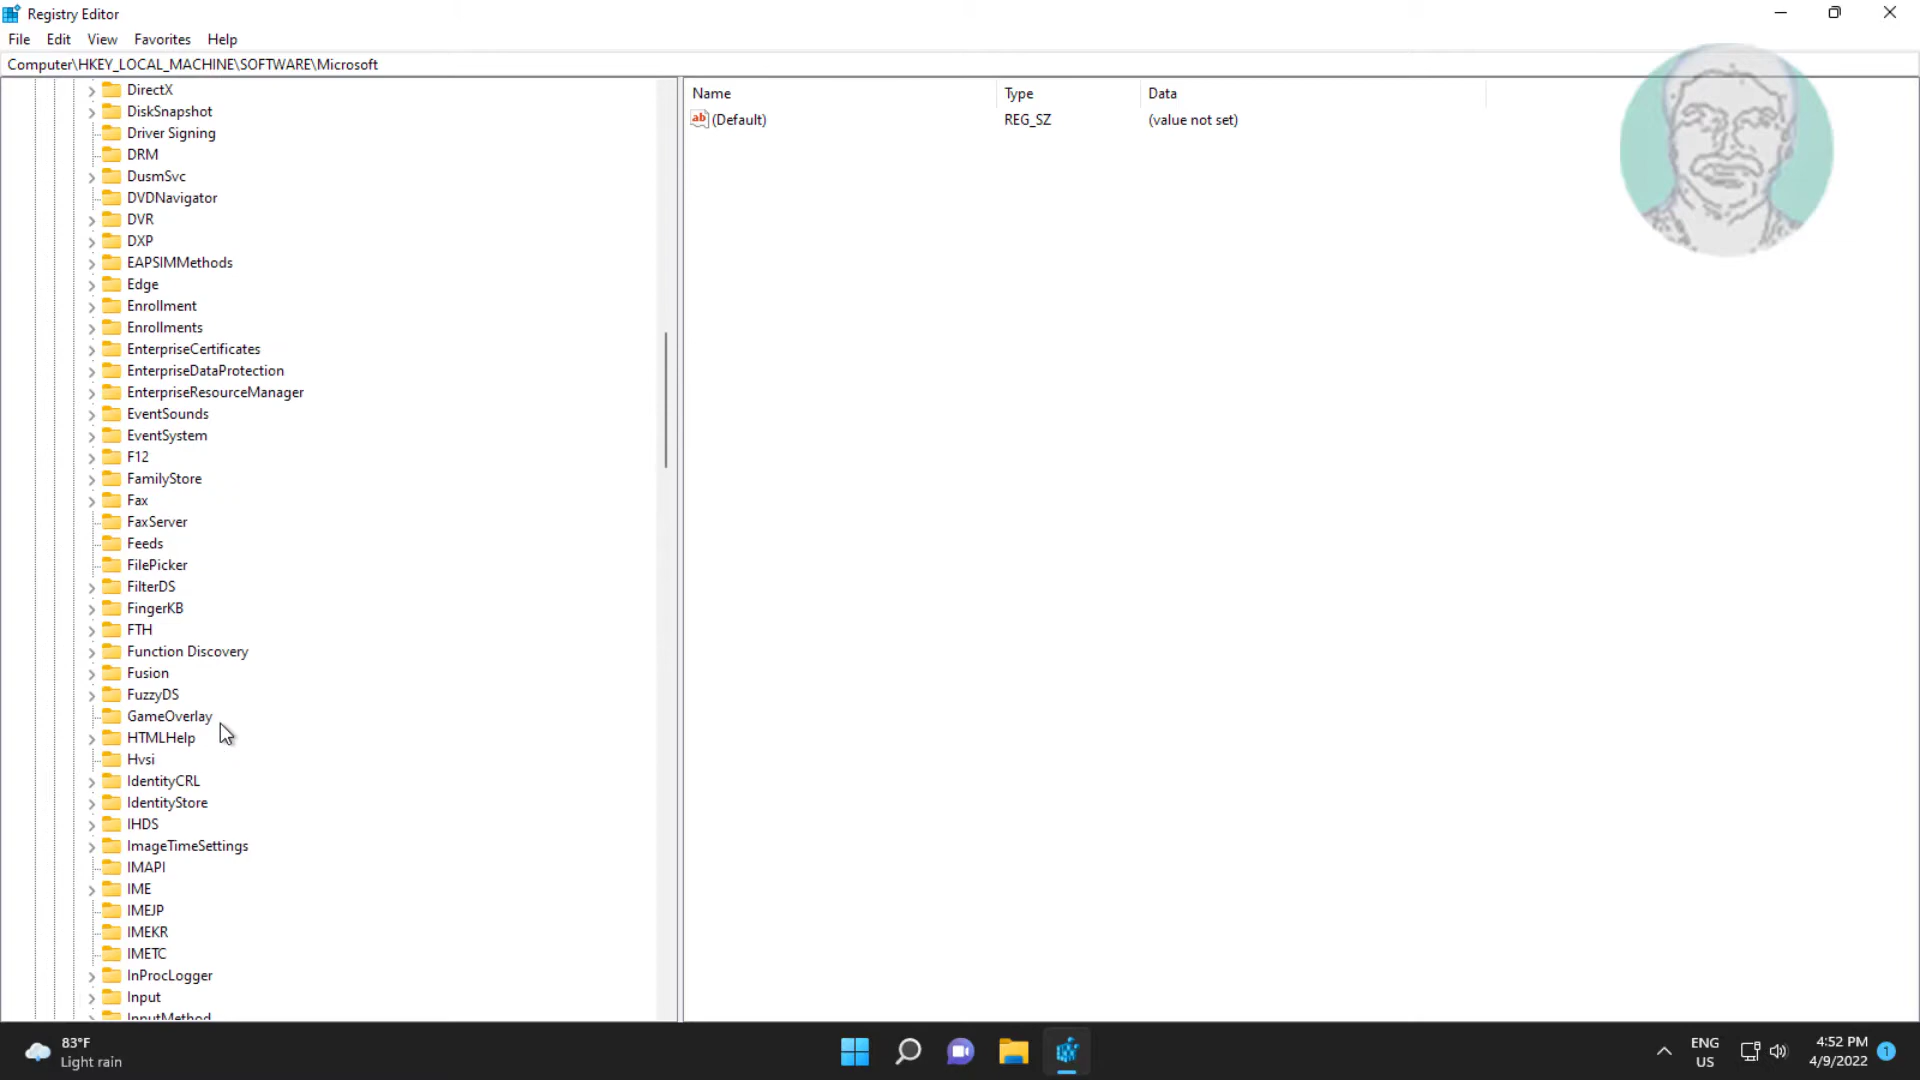 Registry Editor
File Edit View Favorites Help
Computer\HKEY_LOCAL_MACHINE\SOFTWARE\Microsoft
DirectX
DiskSnapshot
Driver Signing
DRM
DusmSvc
DVDNavigator
DVR
DXP
EAPSIMMethods
Edge
Enrollment
Enrollments
EnterpriseCertificates
EnterpriseDataProtection
EnterpriseResourceManager
EventSounds
EventSystem
F12
FamilyStore
Fax
FaxServer
Feeds
FilePicker
FilterDS
FingerKB
FTH
Function Discovery
Fusion
FuzzyDS
GameOverlay
HTMLHelp
Hvsi
IdentityCRL
IdentityStore
IHDS
ImageTimeSettings
IMAPI
IME
IMEJP
IMEKR
IMETC
InProcLogger
Input
InputMethod
Name Type Data
ab (Default) REG_SZ (value not set)
83°F
Light rain
ENG
US
4:52 PM
4/9/2022
1